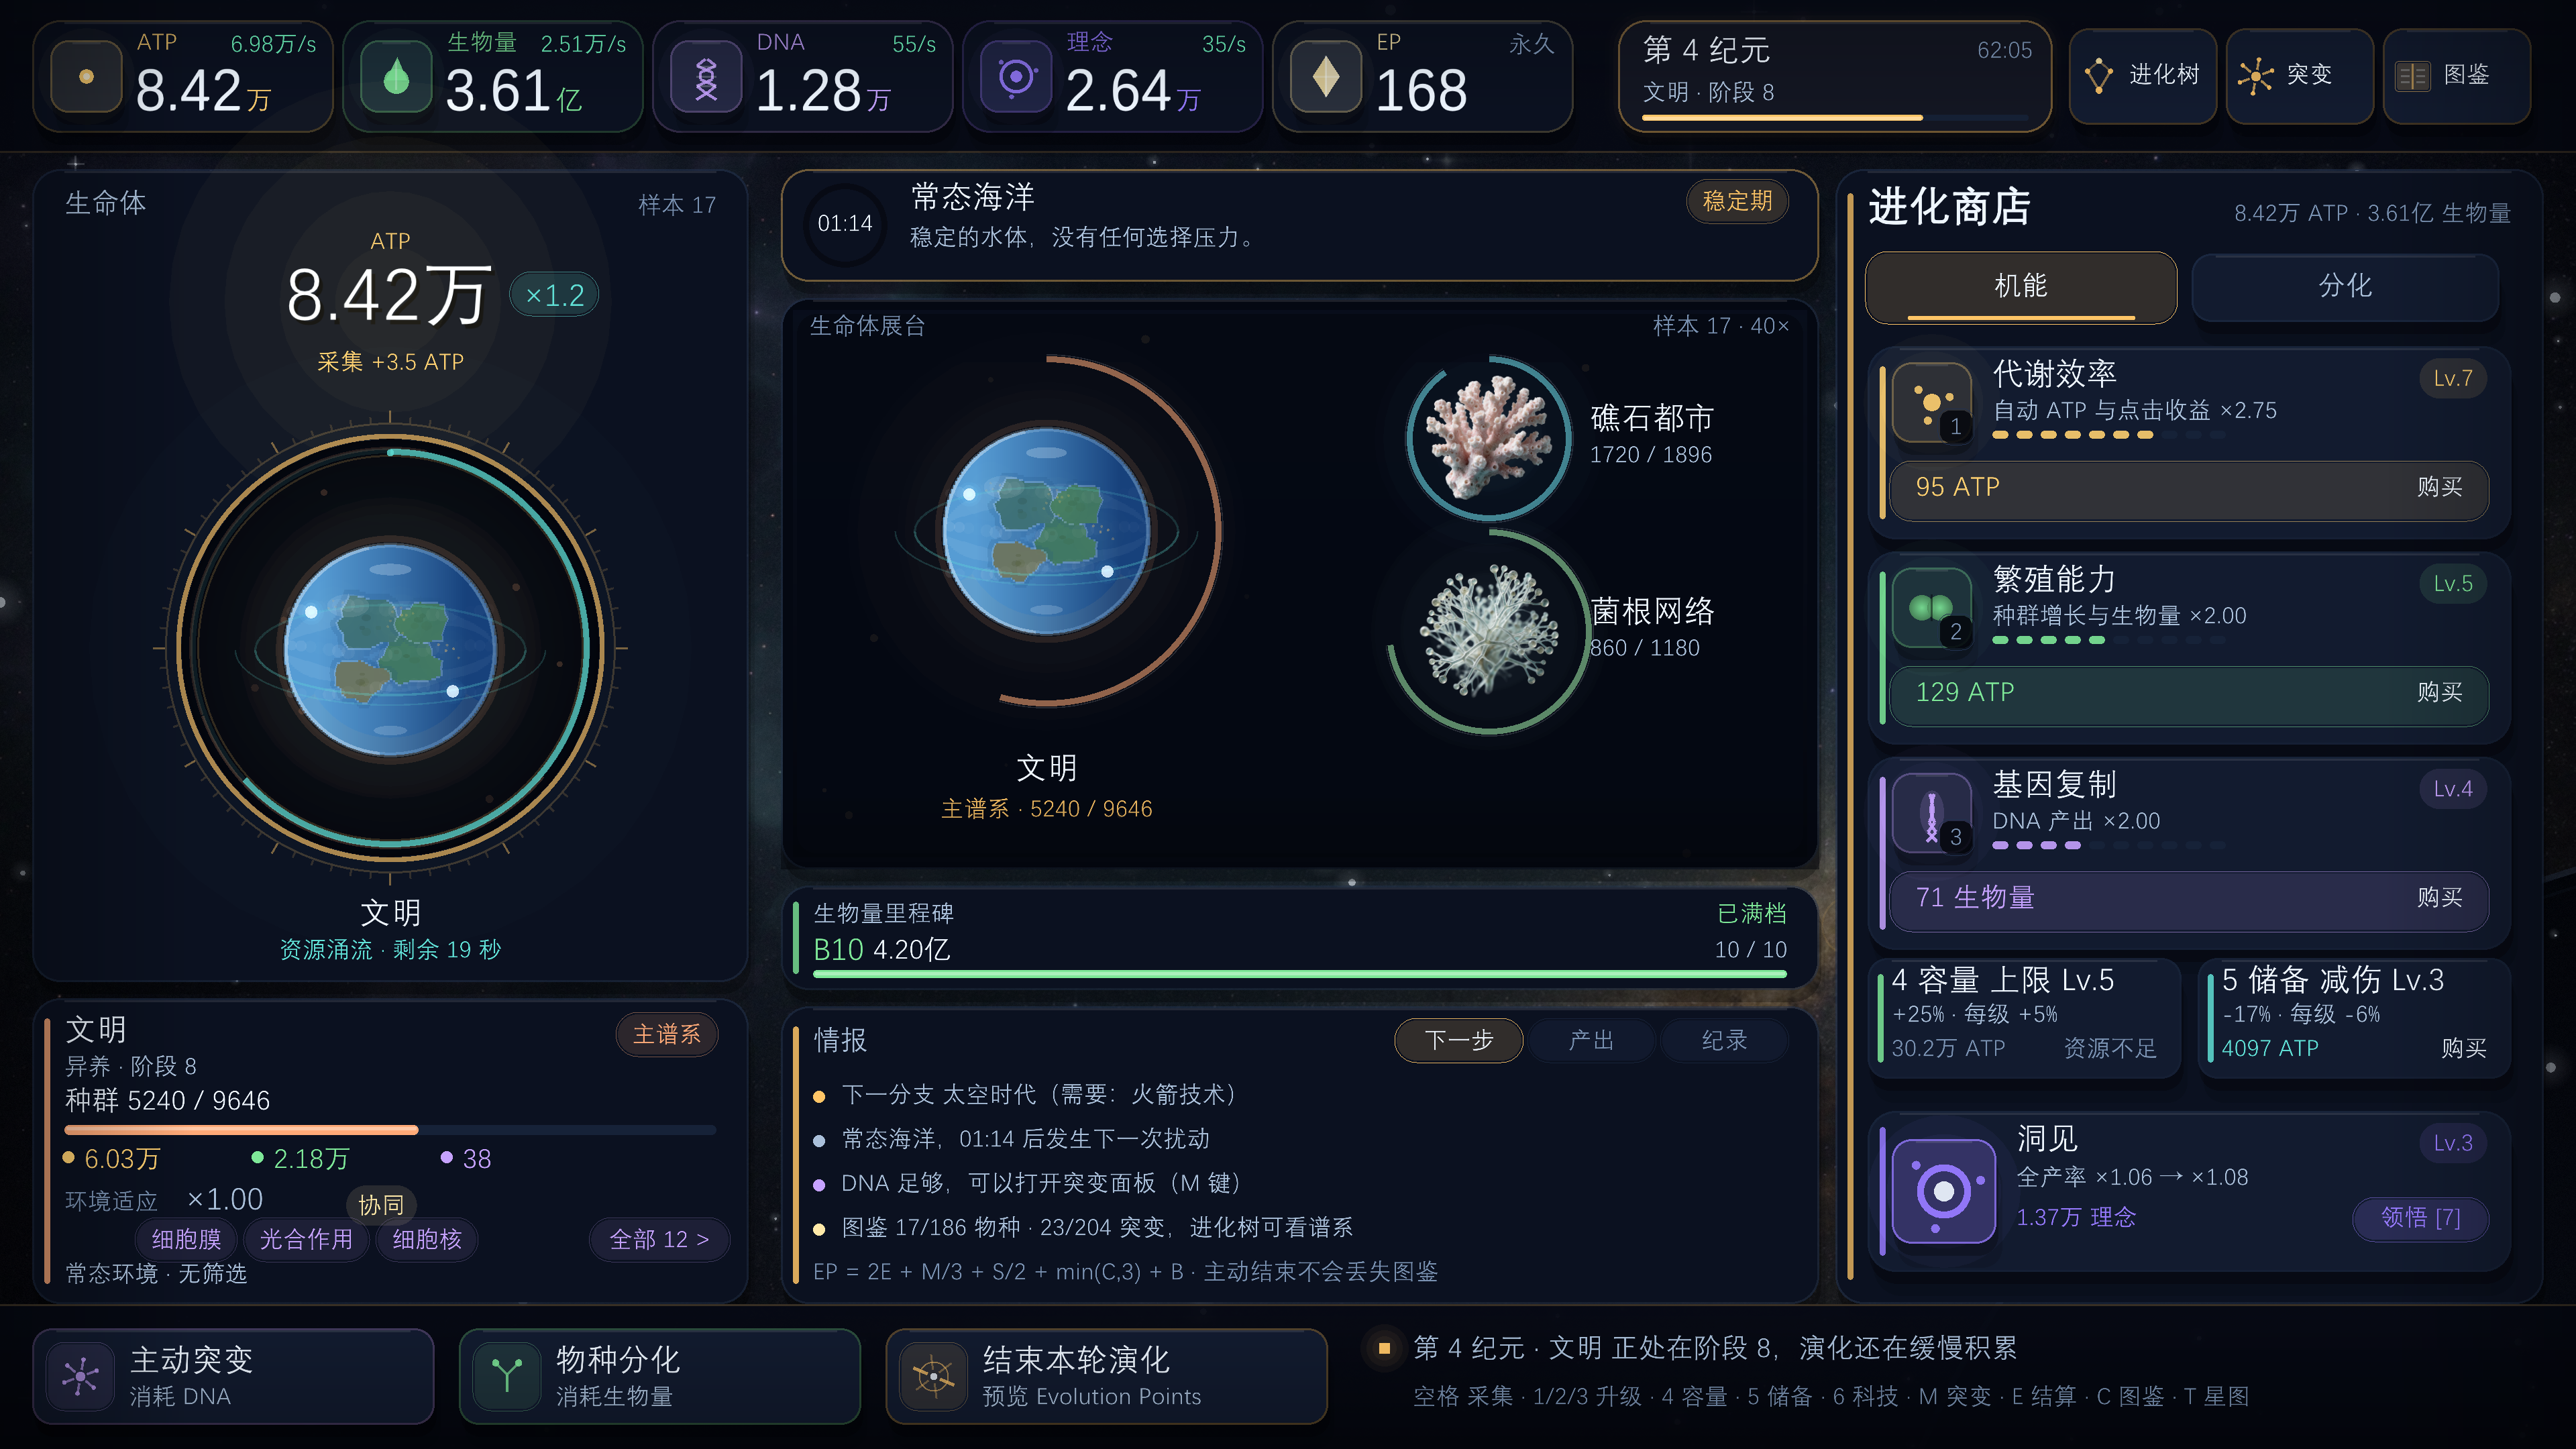 ATP 6.98万/s
8.42万
生物量 2.51万/s
3.61亿
DNA 55/s
1.28万
理念 35/s
2.64万
EP 永久
168
第 4 纪元 62:05
文明 · 阶段 8
进化树
突变
图鉴
生命体 样本 17
ATP
8.42万 ×1.2
采集 +3.5 ATP
文明
资源涌流 · 剩余 19 秒
文明 主谱系
异养 · 阶段 8
种群 5240 / 9646
6.03万 2.18万 38
环境适应 ×1.00 协同
细胞膜 光合作用 细胞核 全部 12 >
常态环境 · 无筛选
01:14
常态海洋 稳定期
稳定的水体，没有任何选择压力。
生命体展台 样本 17 · 40×
礁石都市
1720 / 1896
菌根网络
860 / 1180
文明
主谱系 · 5240 / 9646
生物量里程碑 已满档
B10 4.20亿 10 / 10
情报 下一步 产出 纪录
下一分支 太空时代（需要：火箭技术）
常态海洋，01:14 后发生下一次扰动
DNA 足够，可以打开突变面板（M 键）
图鉴 17/186 物种 · 23/204 突变，进化树可看谱系
EP = 2E + M/3 + S/2 + min(C,3) + B · 主动结束不会丢失图鉴
进化商店 8.42万 ATP · 3.61亿 生物量
机能 分化
代谢效率 Lv.7
自动 ATP 与点击收益 ×2.75
1
95 ATP 购买
繁殖能力 Lv.5
种群增长与生物量 ×2.00
2
129 ATP 购买
基因复制 Lv.4
DNA 产出 ×2.00
3
71 生物量 购买
4 容量 上限 Lv.5
+25% · 每级 +5%
30.2万 ATP 资源不足
5 储备 减伤 Lv.3
-17% · 每级 -6%
4097 ATP 购买
洞见 Lv.3
全产率 ×1.06 → ×1.08
1.37万 理念 领悟 [7]
主动突变
消耗 DNA
物种分化
消耗生物量
结束本轮演化
预览 Evolution Points
第 4 纪元 · 文明 正处在阶段 8，演化还在缓慢积累
空格 采集 · 1/2/3 升级 · 4 容量 · 5 储备 · 6 科技 · M 突变 · E 结算 · C 图鉴 · T 星图